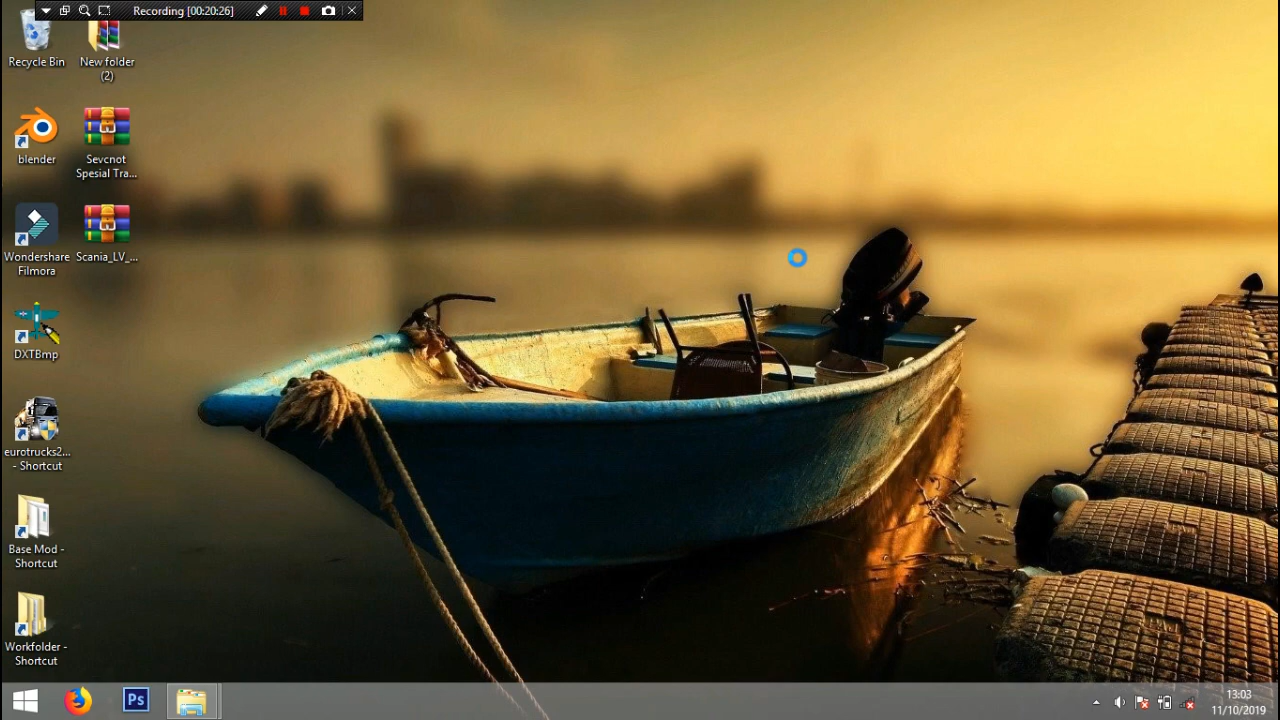 Recording [00:20:26]
Recycle Bin
New folder
(2)
blender
Sevcnot
Spesial Tra...
Wondershare
Filmora
Scania_LV_...
DXTBmp
eurotrucks2...
- Shortcut
Base Mod -
Shortcut
Workfolder -
Shortcut
Ps
13:03
11/10/2019